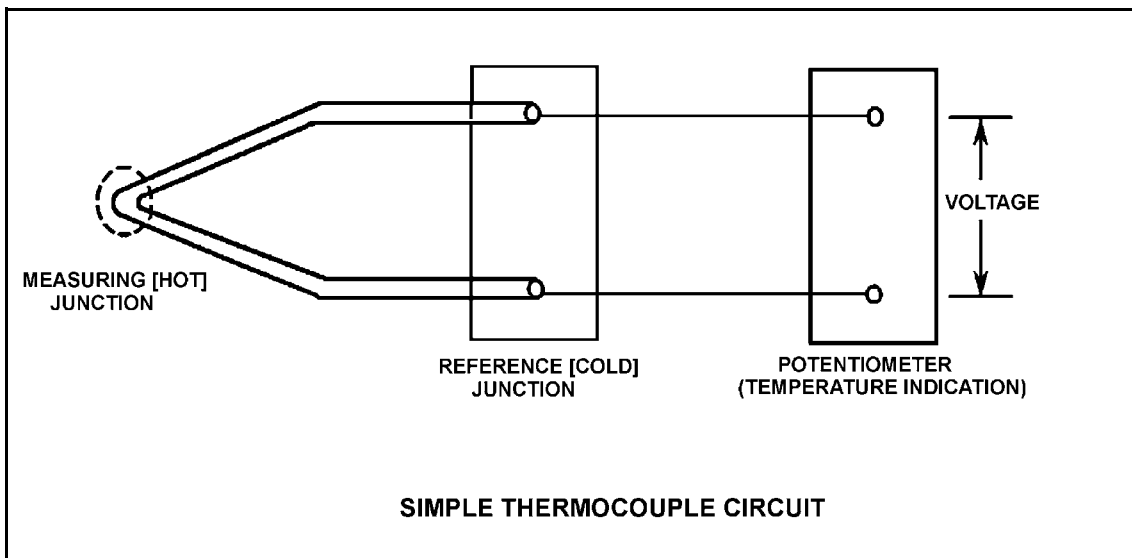 VOLTAGE
MEASURING [HOT]
JUNCTION
REFERENCE [COLD]
JUNCTION
POTENTIOMETER
(TEMPERATURE INDICATION)
SIMPLE THERMOCOUPLE CIRCUIT